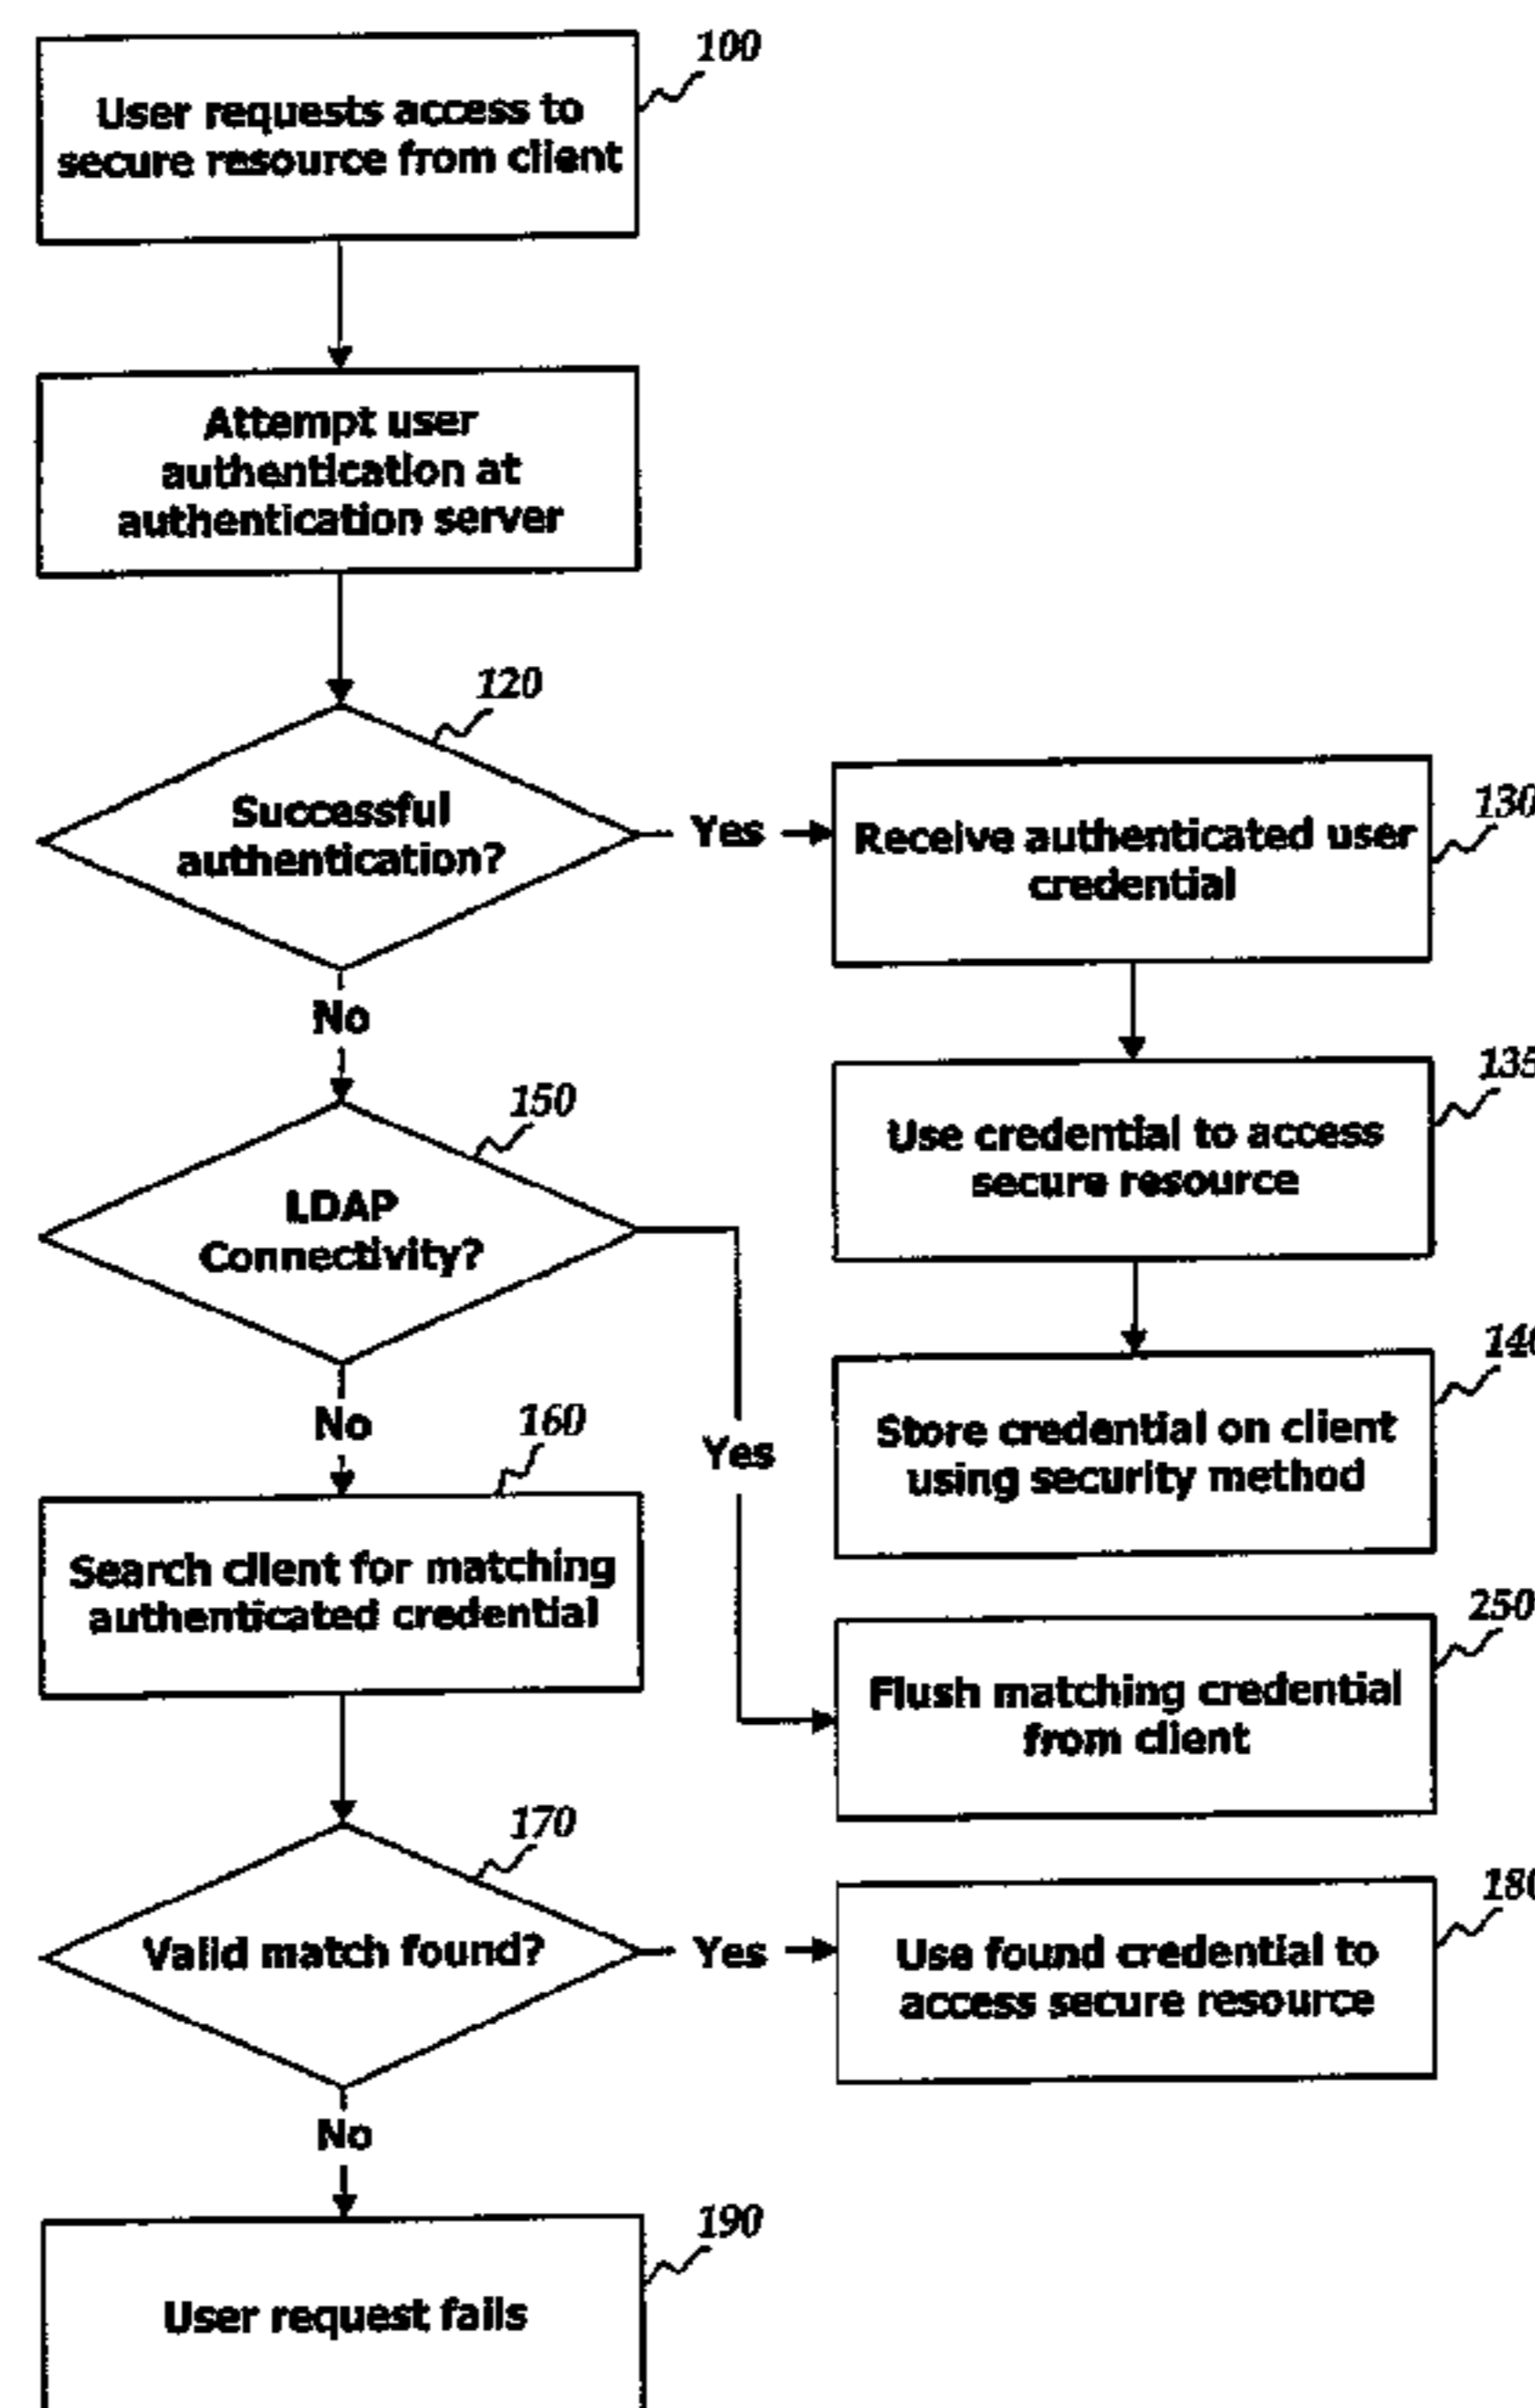 100
User requests access to
secure resource from client
Attempt user
authentication at
authentication server
120
Successful
authentication?
Yes
130
Receive authenticated user
credential
No
135
Use credential to access
secure resource
150
LDAP
Connectivity?
140
Store credential on client
using security method
No
Yes
160
Search client for matching
authenticated credential
250
Flush matching credential
from client
170
Valid match found?
Yes
180
Use found credential to
access secure resource
No
190
User request fails